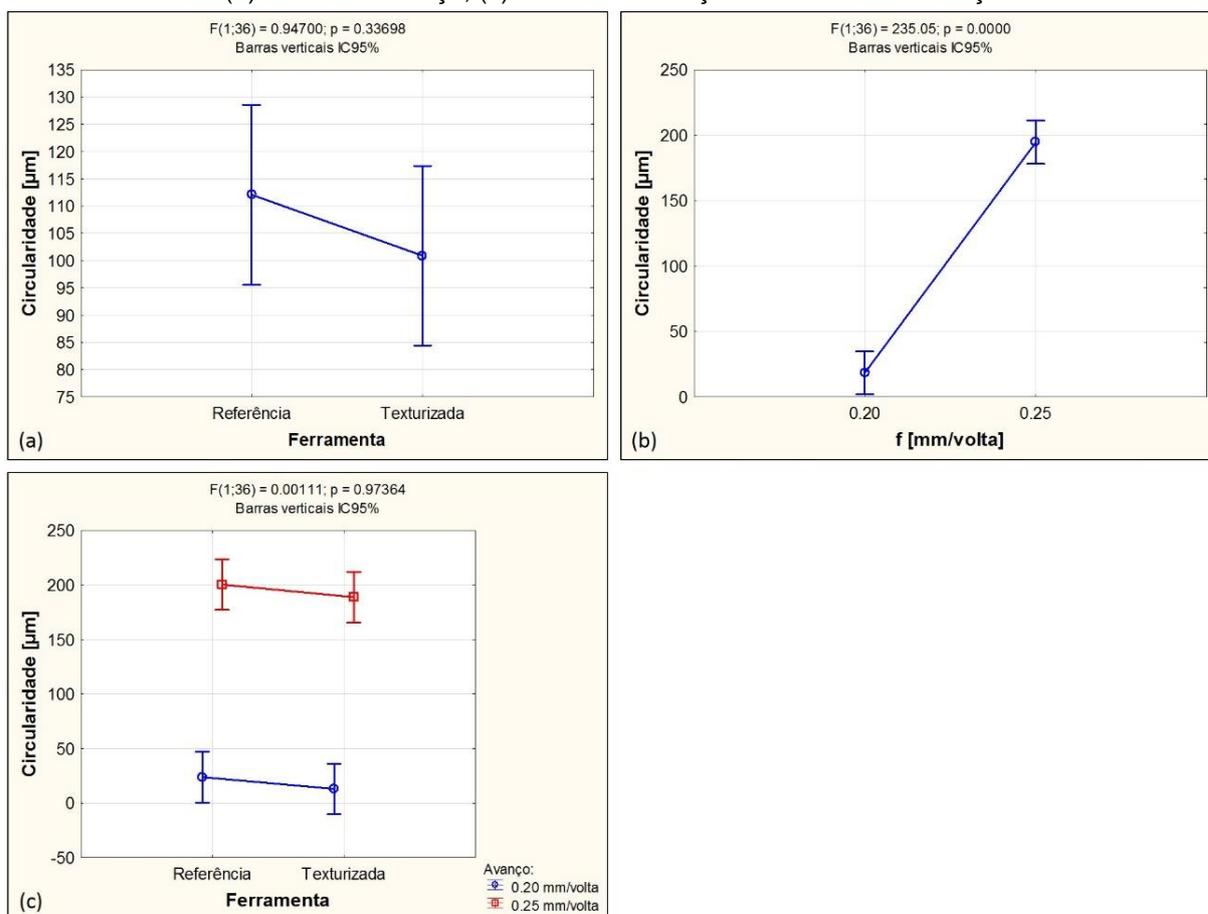 F(1;36) = 0.94700; p = 0.33698
Barras verticais IC95%
135
130
125
120
115
110
105
100
95
90
85
80
75
Circularidade [µm]
Referência Texturizada
Ferramenta
(a)
F(1;36) = 235.05; p = 0.0000
Barras verticais IC95%
250
200
150
100
50
0
Circularidade [µm]
0.20 0.25
f [mm/volta]
(b)
F(1;36) = 0.00111; p = 0.97364
Barras verticais IC95%
250
200
150
100
50
0
-50
Circularidade [µm]
Referência Texturizada
Ferramenta
(c)
Avanço:
0.20 mm/volta
0.25 mm/volta